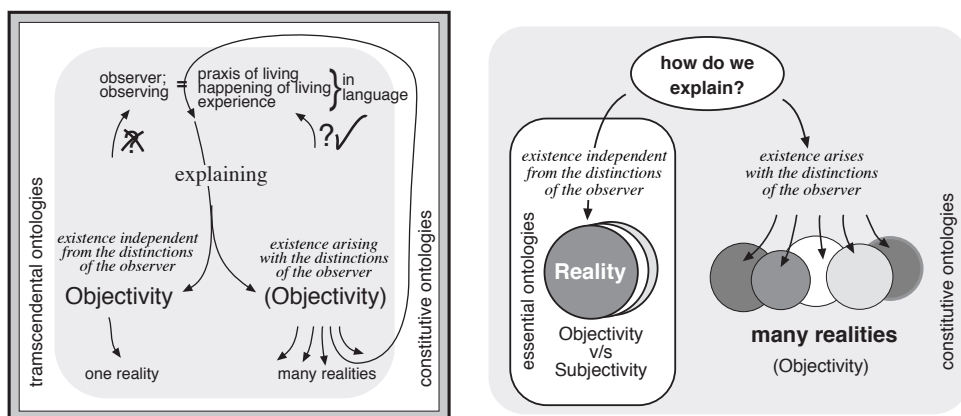 observer;
observing
=
praxis of living
happening of living
experience
in
language
?
?
explaining
tramscendental ontologies
constitutive ontologies
existence independent
from the distinctions
of the observer
Objectivity
one reality
existence arising
with the distinctions
of the observer
(Objectivity)
many realities
how do we
explain?
essential ontologies
existence independent
from the distinctions
of the observer
Reality
Objectivity
v/s
Subjectivity
existence arises
with the distinctions
of the observer
many realities
(Objectivity)
constitutive ontologies